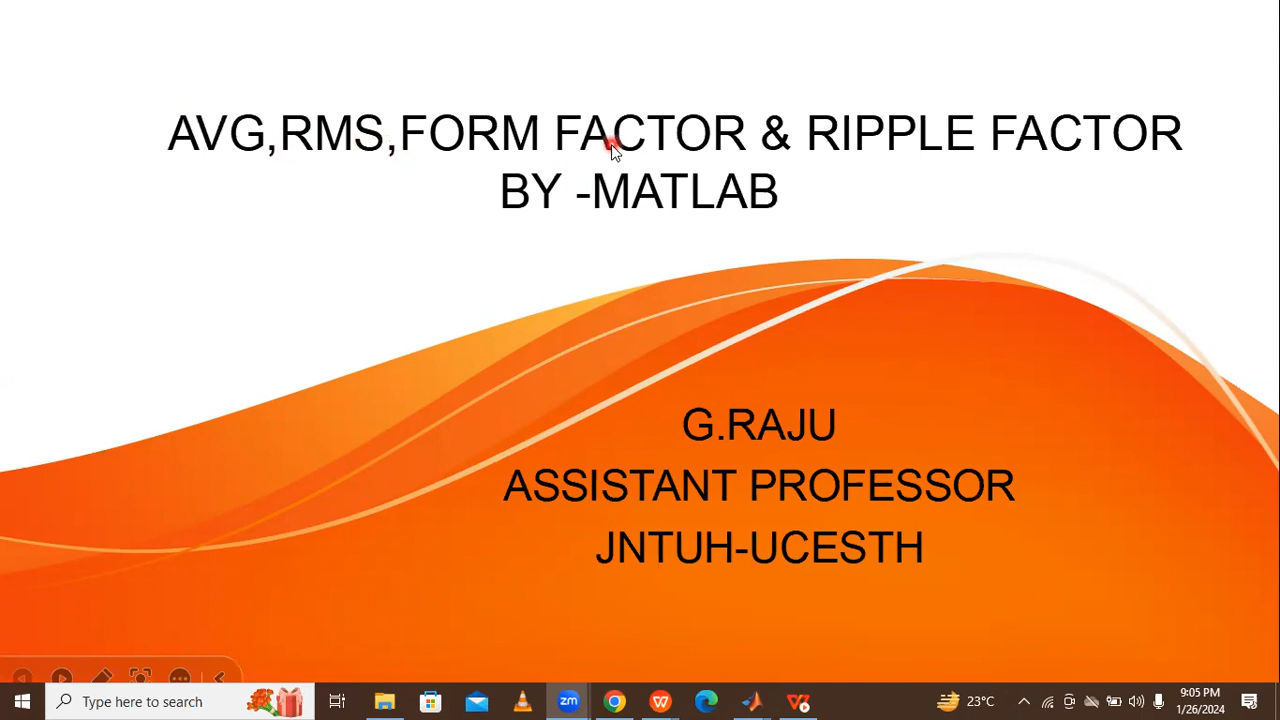 AVG,RMS,FORM FACTOR & RIPPLE FACTOR
BY -MATLAB
G.RAJU
ASSISTANT PROFESSOR
JNTUH-UCESTH
Type here to search
zm
23°C
9:05 PM
1/26/2024